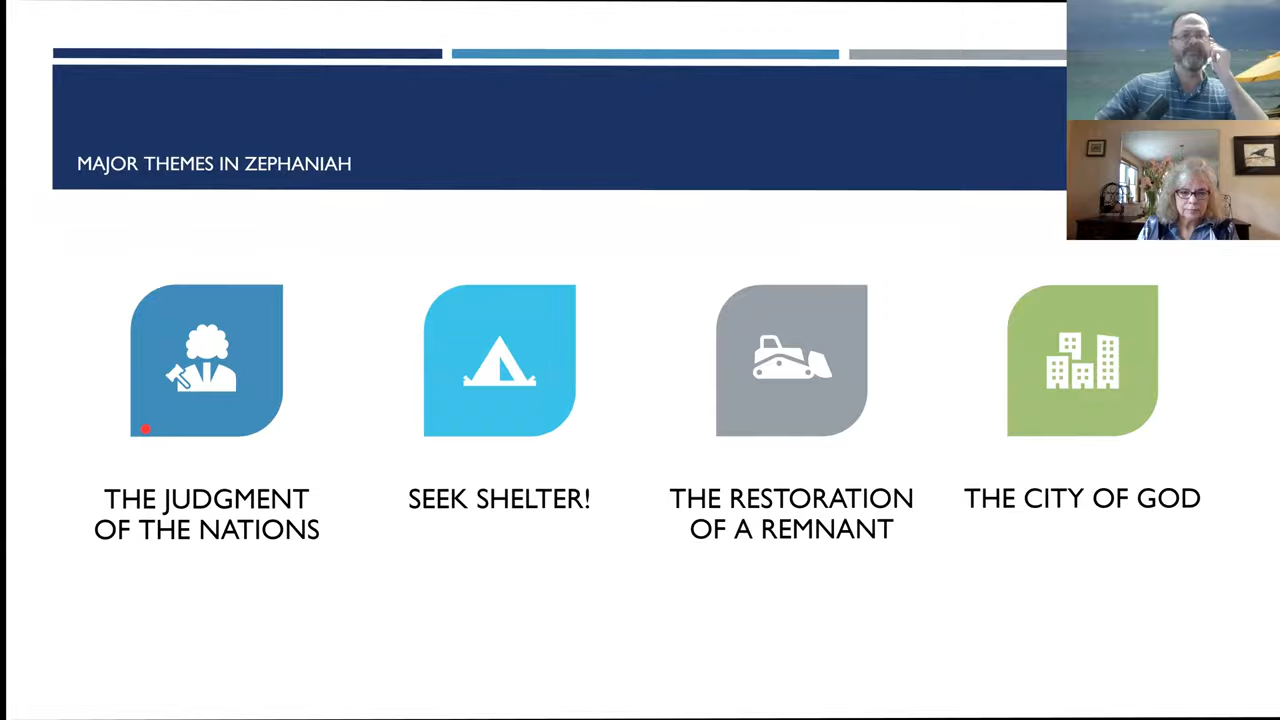 MAJOR THEMES IN ZEPHANIAH
THE JUDGMENT
OF THE NATIONS
SEEK SHELTER!
THE RESTORATION
OF A REMNANT
THE CITY OF GOD